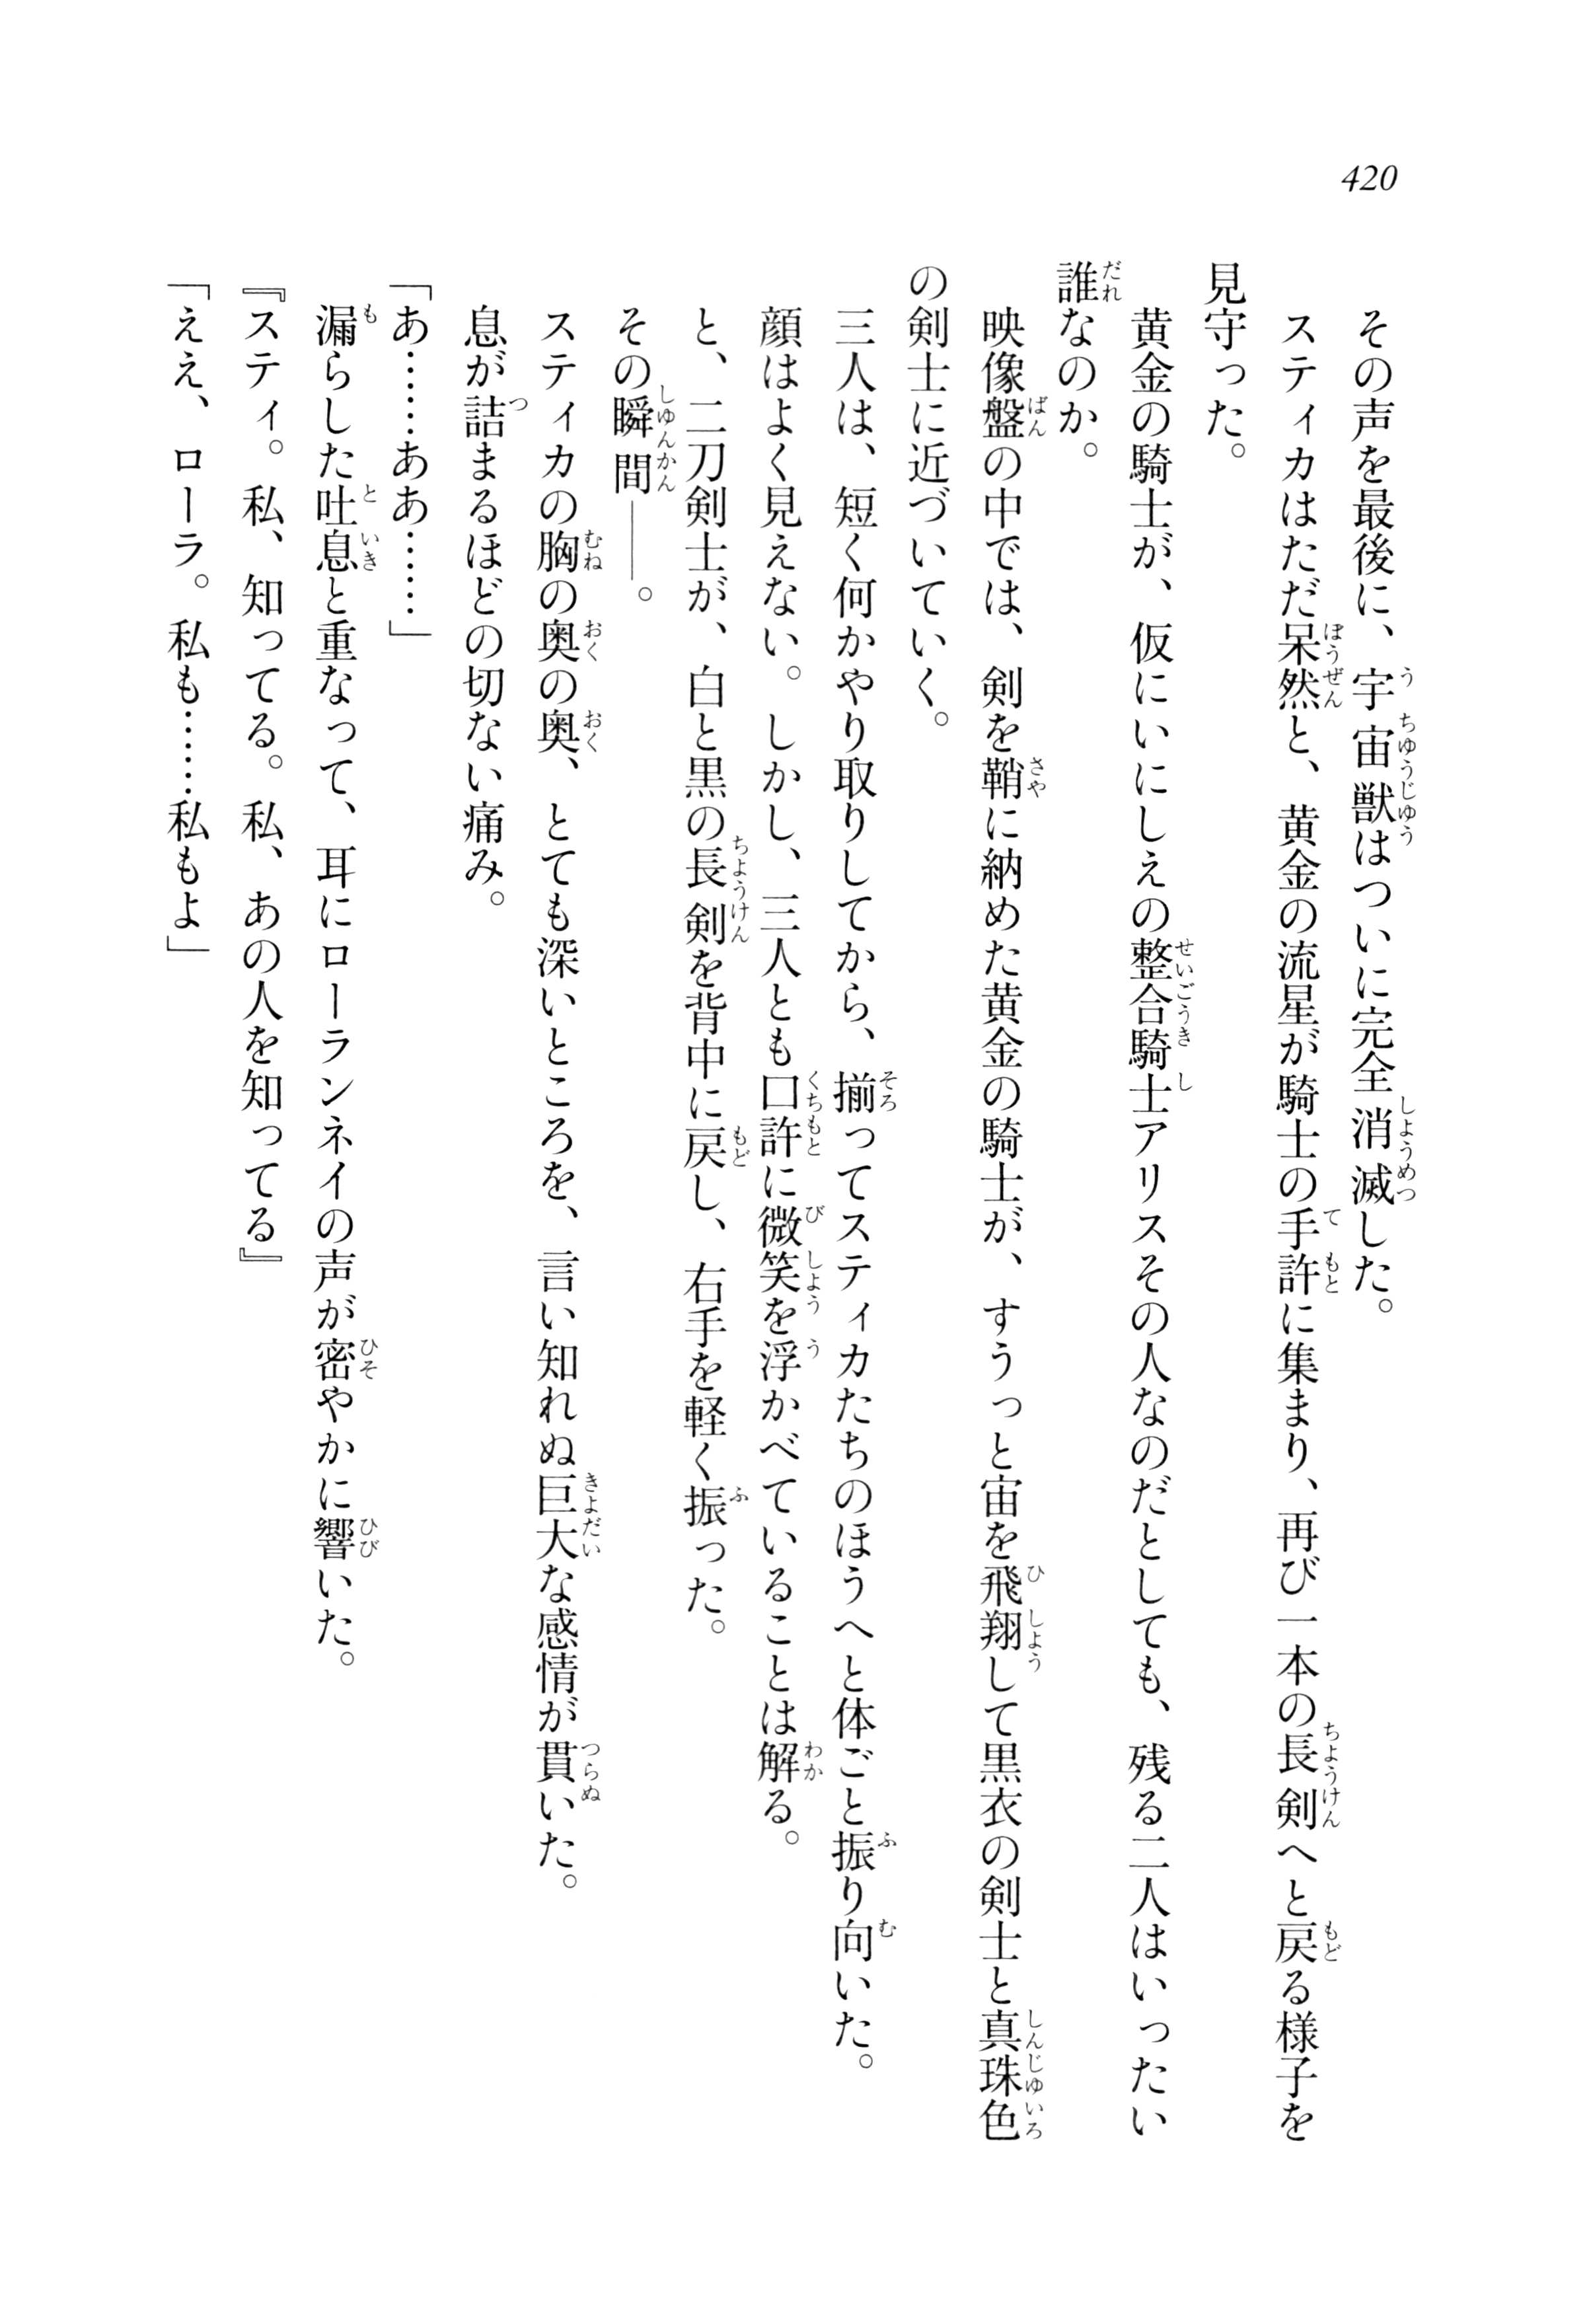 420
その声を最後に、宇宙獣はついに完全消滅した。
スティカはただ呆然と、黄金の流星が騎士の手許に集まり、再び一本の長剣へと戻る様子を
見守った。
黄金の騎士が、仮にいにしえの整合騎士アリスその人なのだとしても、残る二人はいったい
誰なのか。
映像盤の中では、剣を鞘に納めた黄金の騎士が、すうっと宙を飛翔して黒衣の剣士と真珠色
の剣士に近づいていく。
三人は、短く何かやり取りしてから、揃ってスティカたちのほうへと体ごと振り向いた。
顔はよく見えない。しかし、三人とも口許に微笑を浮かべていることは解る。
と、二刀剣士が、白と黒の長剣を背中に戻し、右手を軽く振った。
その瞬間――。
スティカの胸の奥の奥、とても深いところを、言い知れぬ巨大な感情が貫いた。
息が詰まるほどの切ない痛み。
「あ……ああ……」
漏らした吐息と重なって、耳にローランネイの声が密やかに響いた。
『スティ。私、知ってる。私、あの人を知ってる』
「ええ、ローラ。私も……私もよ」